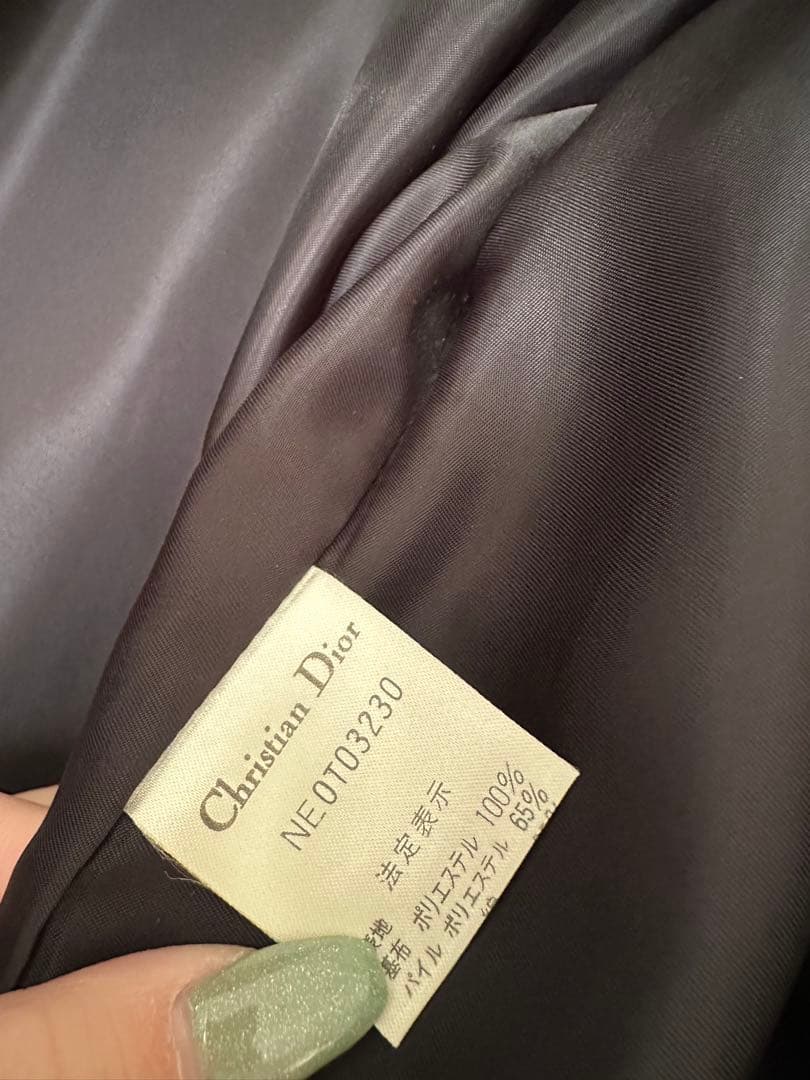 Christian Dior
NE0T03230
法定表示
表地
基布 ポリエステル 100%
パイル ポリエステル 65%